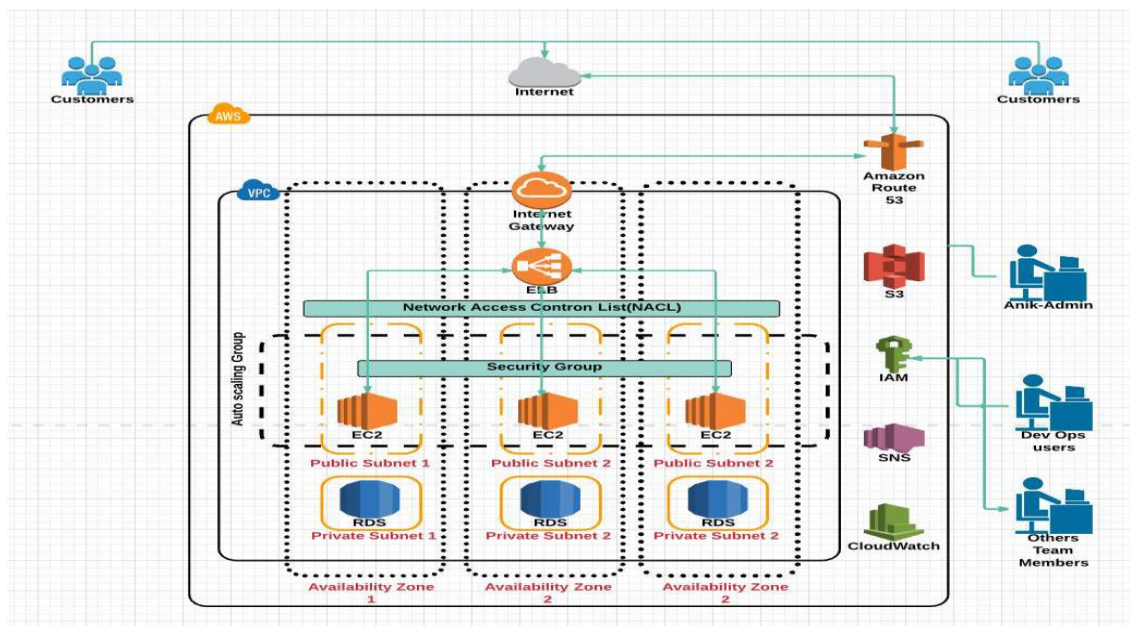 Customers
Internet
Customers
AWS
Amazon
Route
53
VPC
Internet
Gateway
ELB
S3
Anik-Admin
Network Access Contron List(NACL)
Auto scaling Group
Security Group
IAM
EC2
EC2
EC2
Dev Ops
users
SNS
Public Subnet 1
Public Subnet 2
Public Subnet 2
RDS
RDS
RDS
Private Subnet 1
Private Subnet 2
Private Subnet 2
CloudWatch
Others
Team
Members
Availability Zone
1
Availability Zone
2
Availability Zone
2